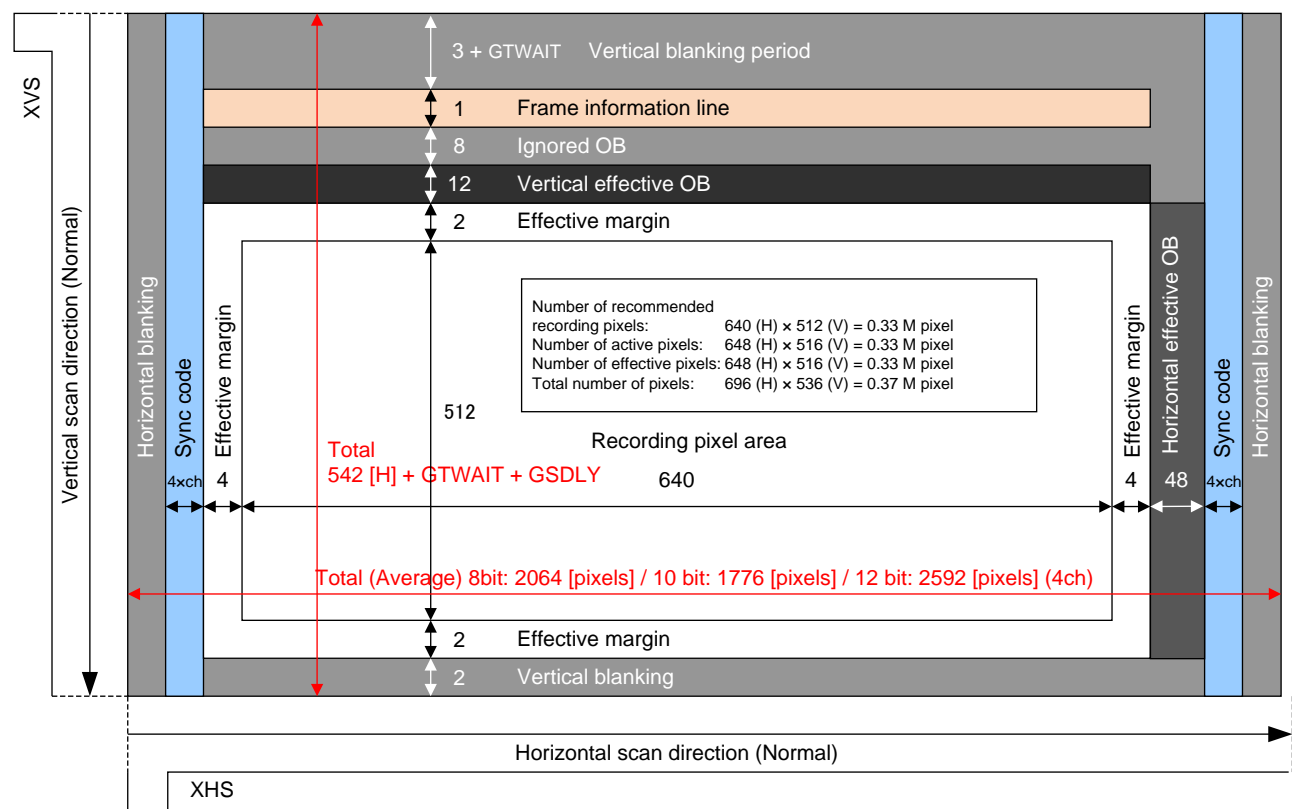 XVS
3 + GTWAIT Vertical blanking period
1 Frame information line
8 Ignored OB
12 Vertical effective OB
2 Effective margin
Vertical scan direction (Normal)
Horizontal blanking
Sync code
4×ch
Effective margin
4
Number of recommended
recording pixels: 640 (H) × 512 (V) = 0.33 M pixel
Number of active pixels: 648 (H) × 516 (V) = 0.33 M pixel
Number of effective pixels: 648 (H) × 516 (V) = 0.33 M pixel
Total number of pixels: 696 (H) × 536 (V) = 0.37 M pixel
512
Recording pixel area
640
Total
542 [H] + GTWAIT + GSDLY
Effective margin
4
Horizontal effective OB
48
Sync code
4×ch
Horizontal blanking
Total (Average) 8bit: 2064 [pixels] / 10 bit: 1776 [pixels] / 12 bit: 2592 [pixels] (4ch)
2 Effective margin
2 Vertical blanking
Horizontal scan direction (Normal)
XHS